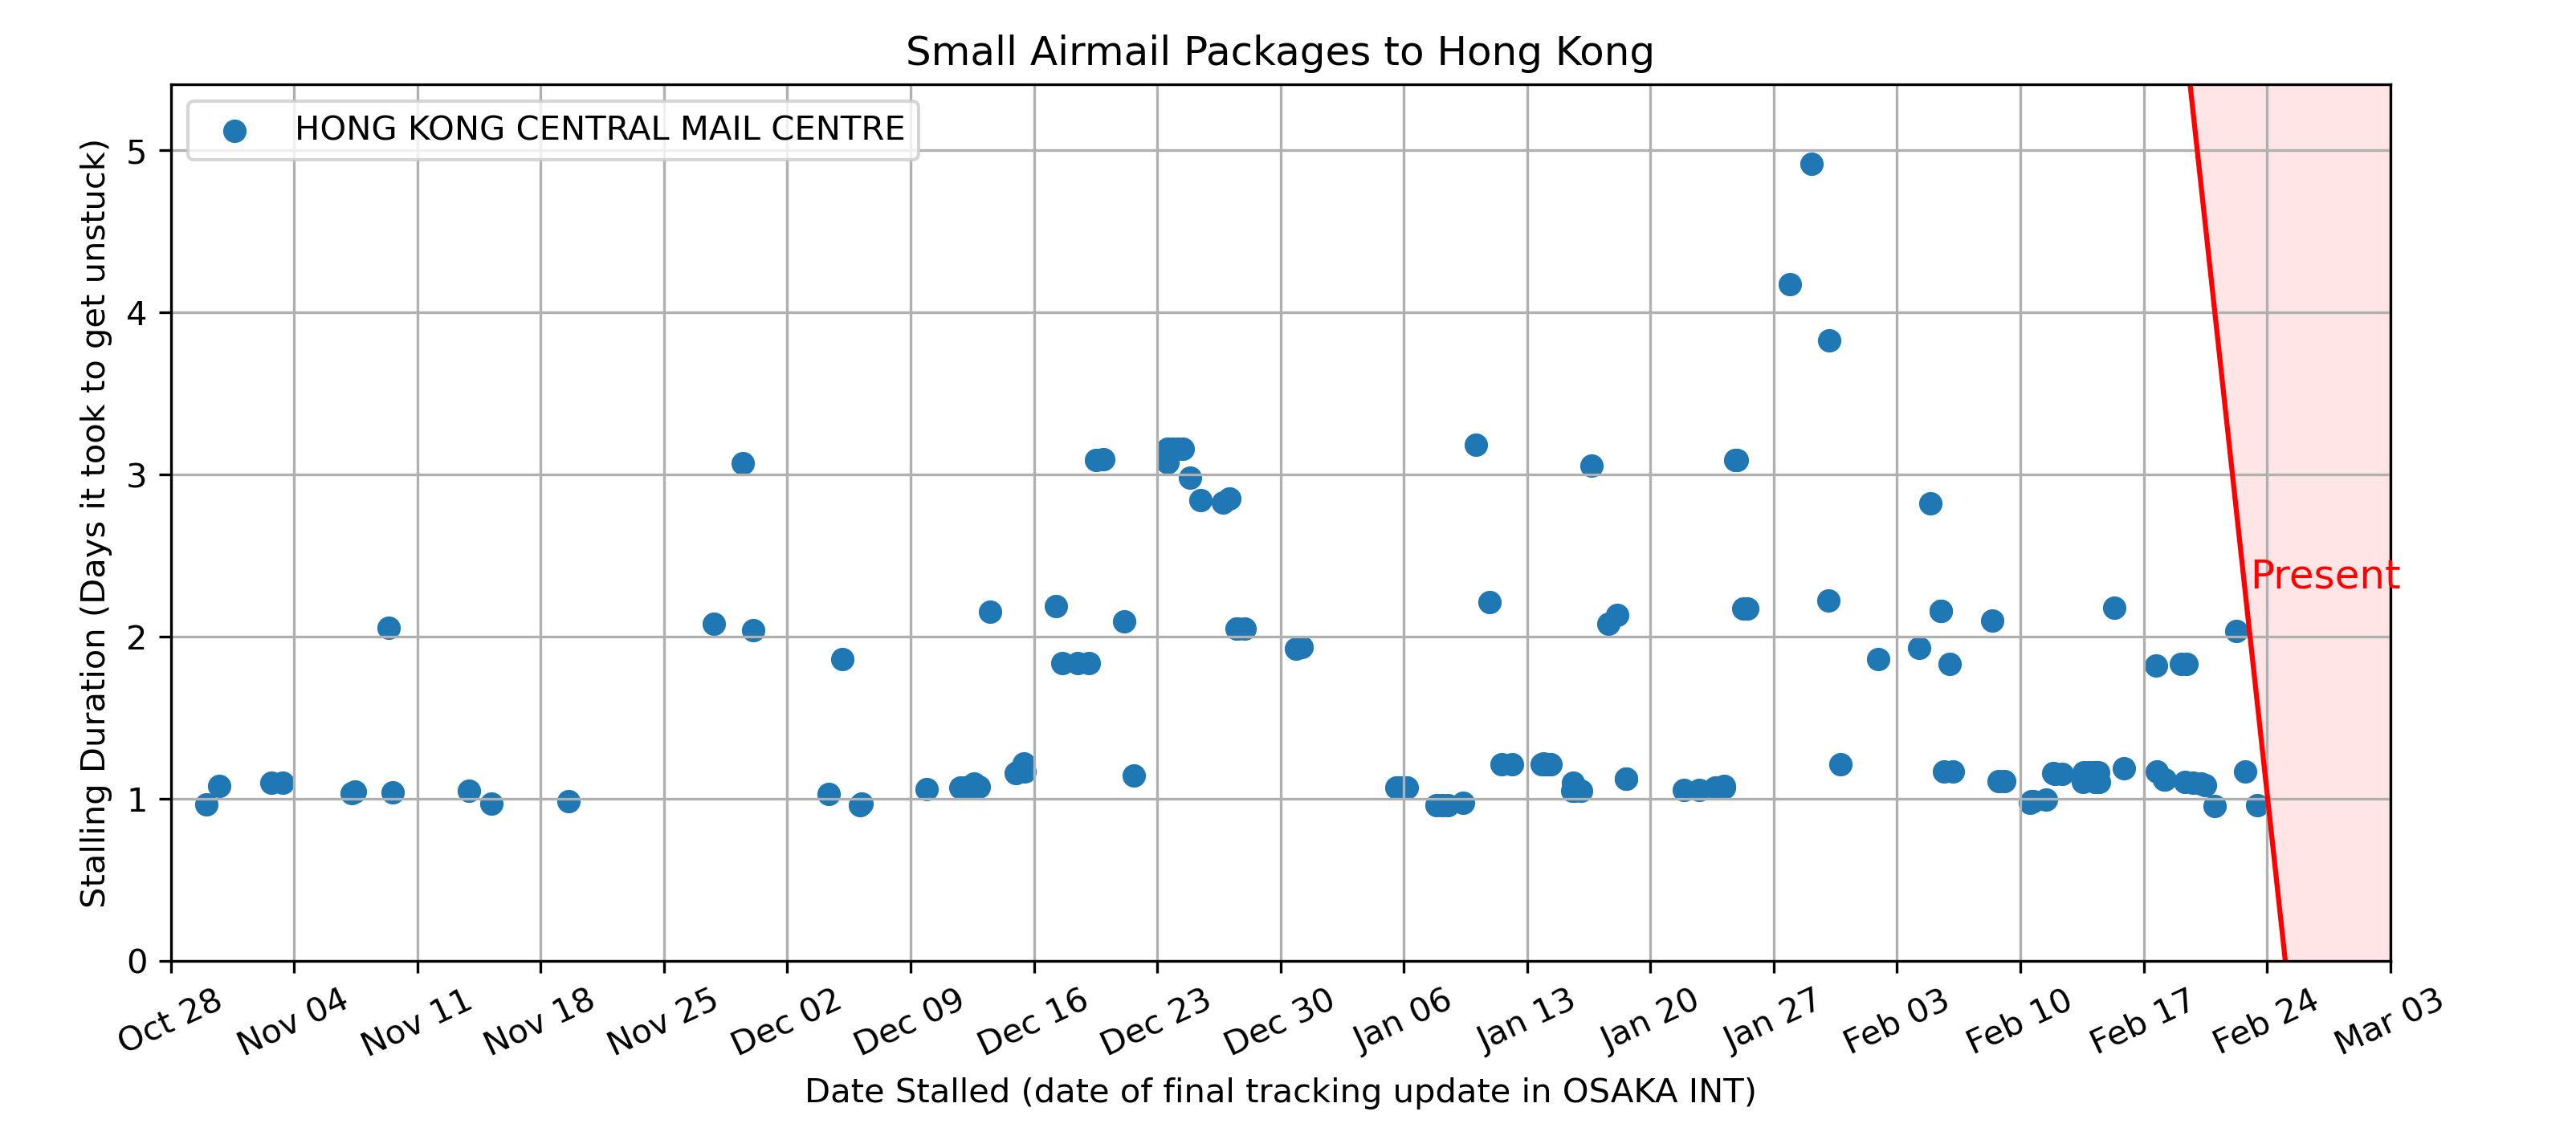 Small Airmail Packages to Hong Kong
HONG KONG CENTRAL MAIL CENTRE
Stalling Duration (Days it took to get unstuck)
5
4
3
2
1
0
Present
Oct 28
Nov 04
Nov 11
Nov 18
Nov 25
Dec 02
Dec 09
Dec 16
Dec 23
Dec 30
Jan 06
Jan 13
Jan 20
Jan 27
Feb 03
Feb 10
Feb 17
Feb 24
Mar 03
Date Stalled (date of final tracking update in OSAKA INT)